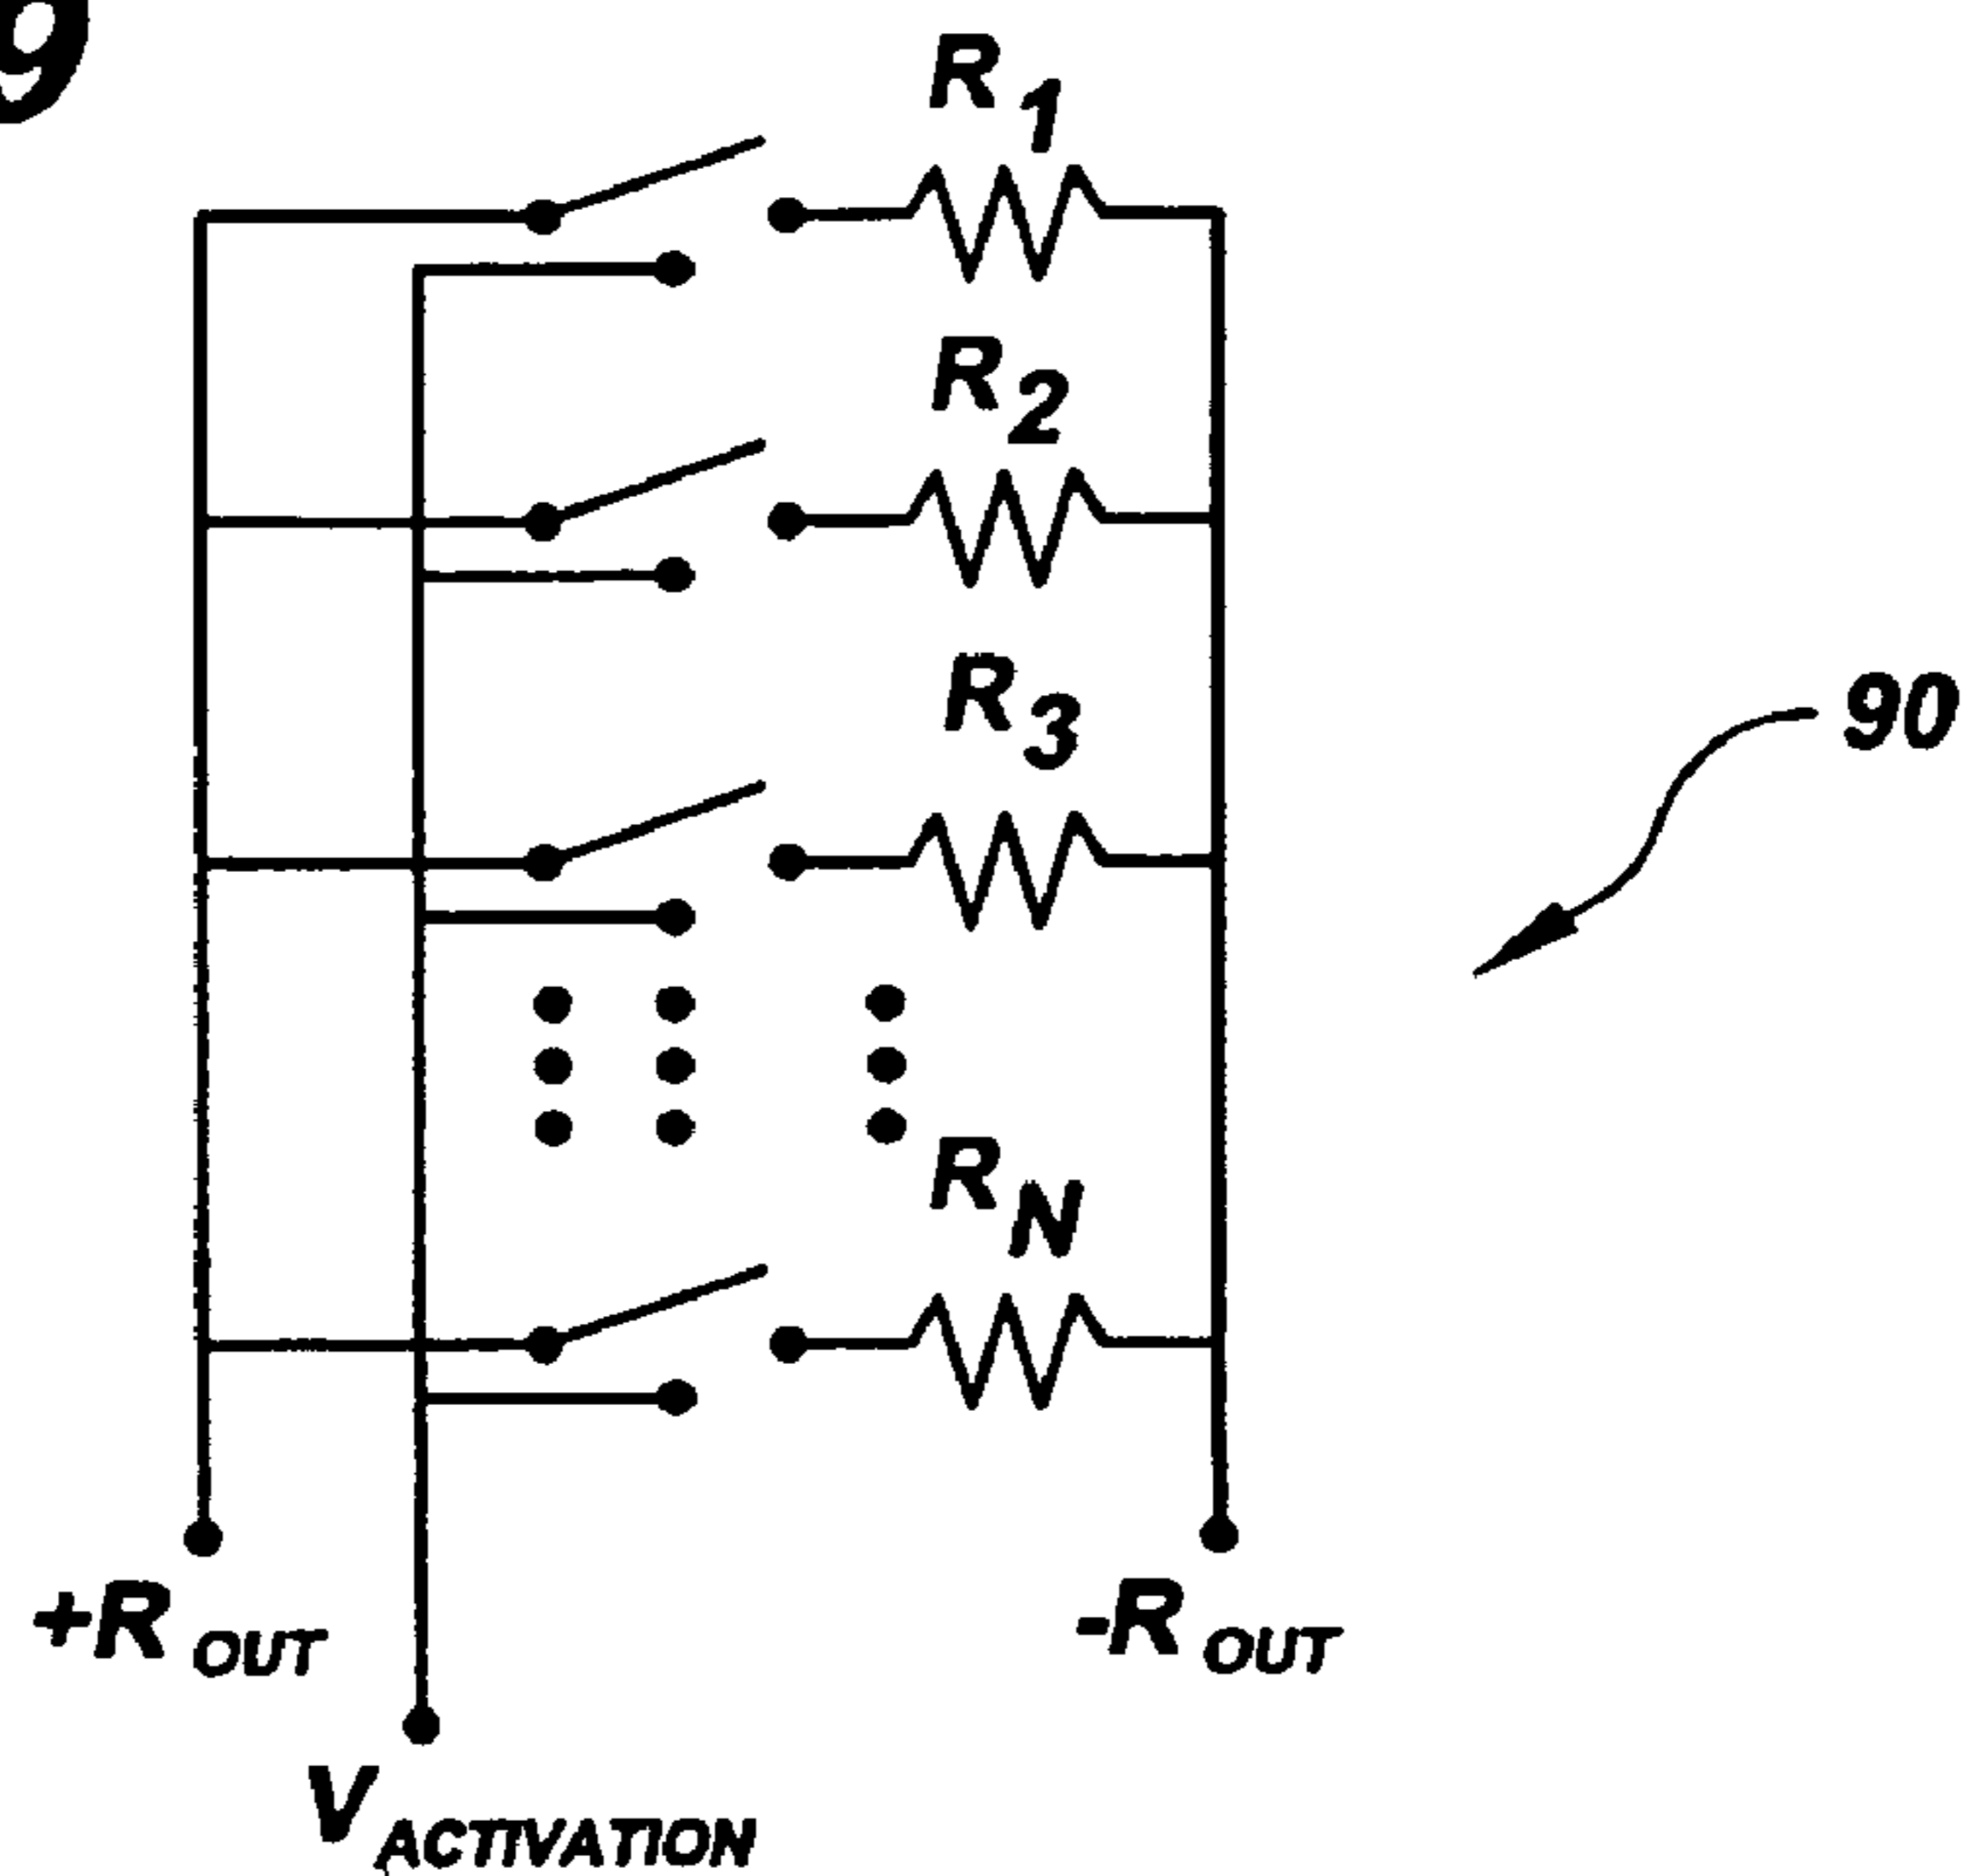 9
R1
R2
R3
90
RN
+ROUT
-ROUT
VACTIVATION